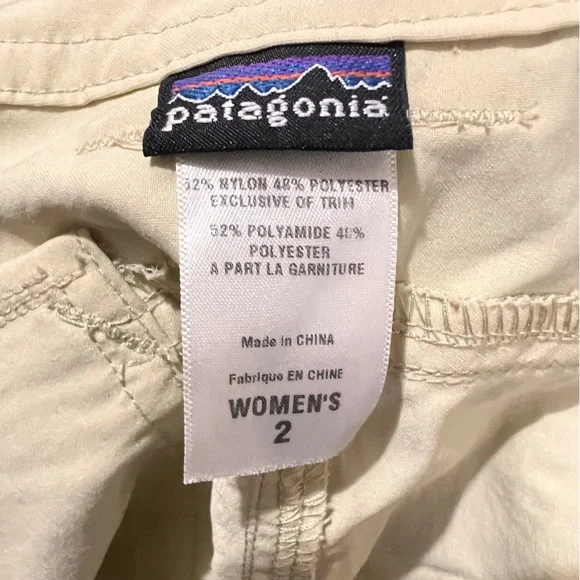 patagonia
52% NYLON 48% POLYESTER
EXCLUSIVE OF TRIM
52% POLYAMIDE 48%
POLYESTER
A PART LA GARNITURE
Made in CHINA
Fabrique EN CHINE
WOMEN'S
2